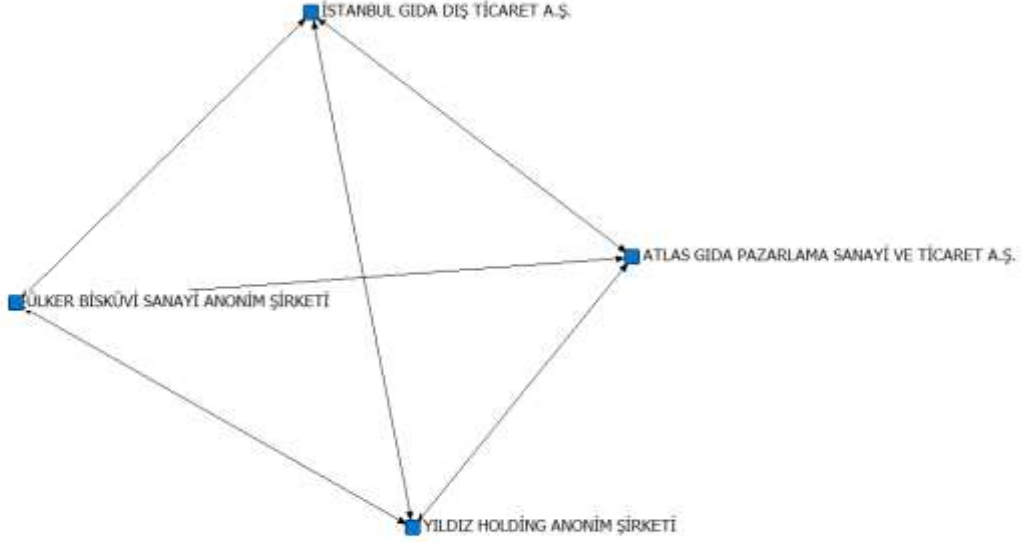 İSTANBUL GIDA DIŞ TİCARET A.Ş.
ATLAS GIDA PAZARLAMA SANAYİ VE TİCARET A.Ş.
ÜLKER BİSKÜVİ SANAYİ ANONİM ŞİRKETİ
YILDIZ HOLDİNG ANONİM ŞİRKETİ